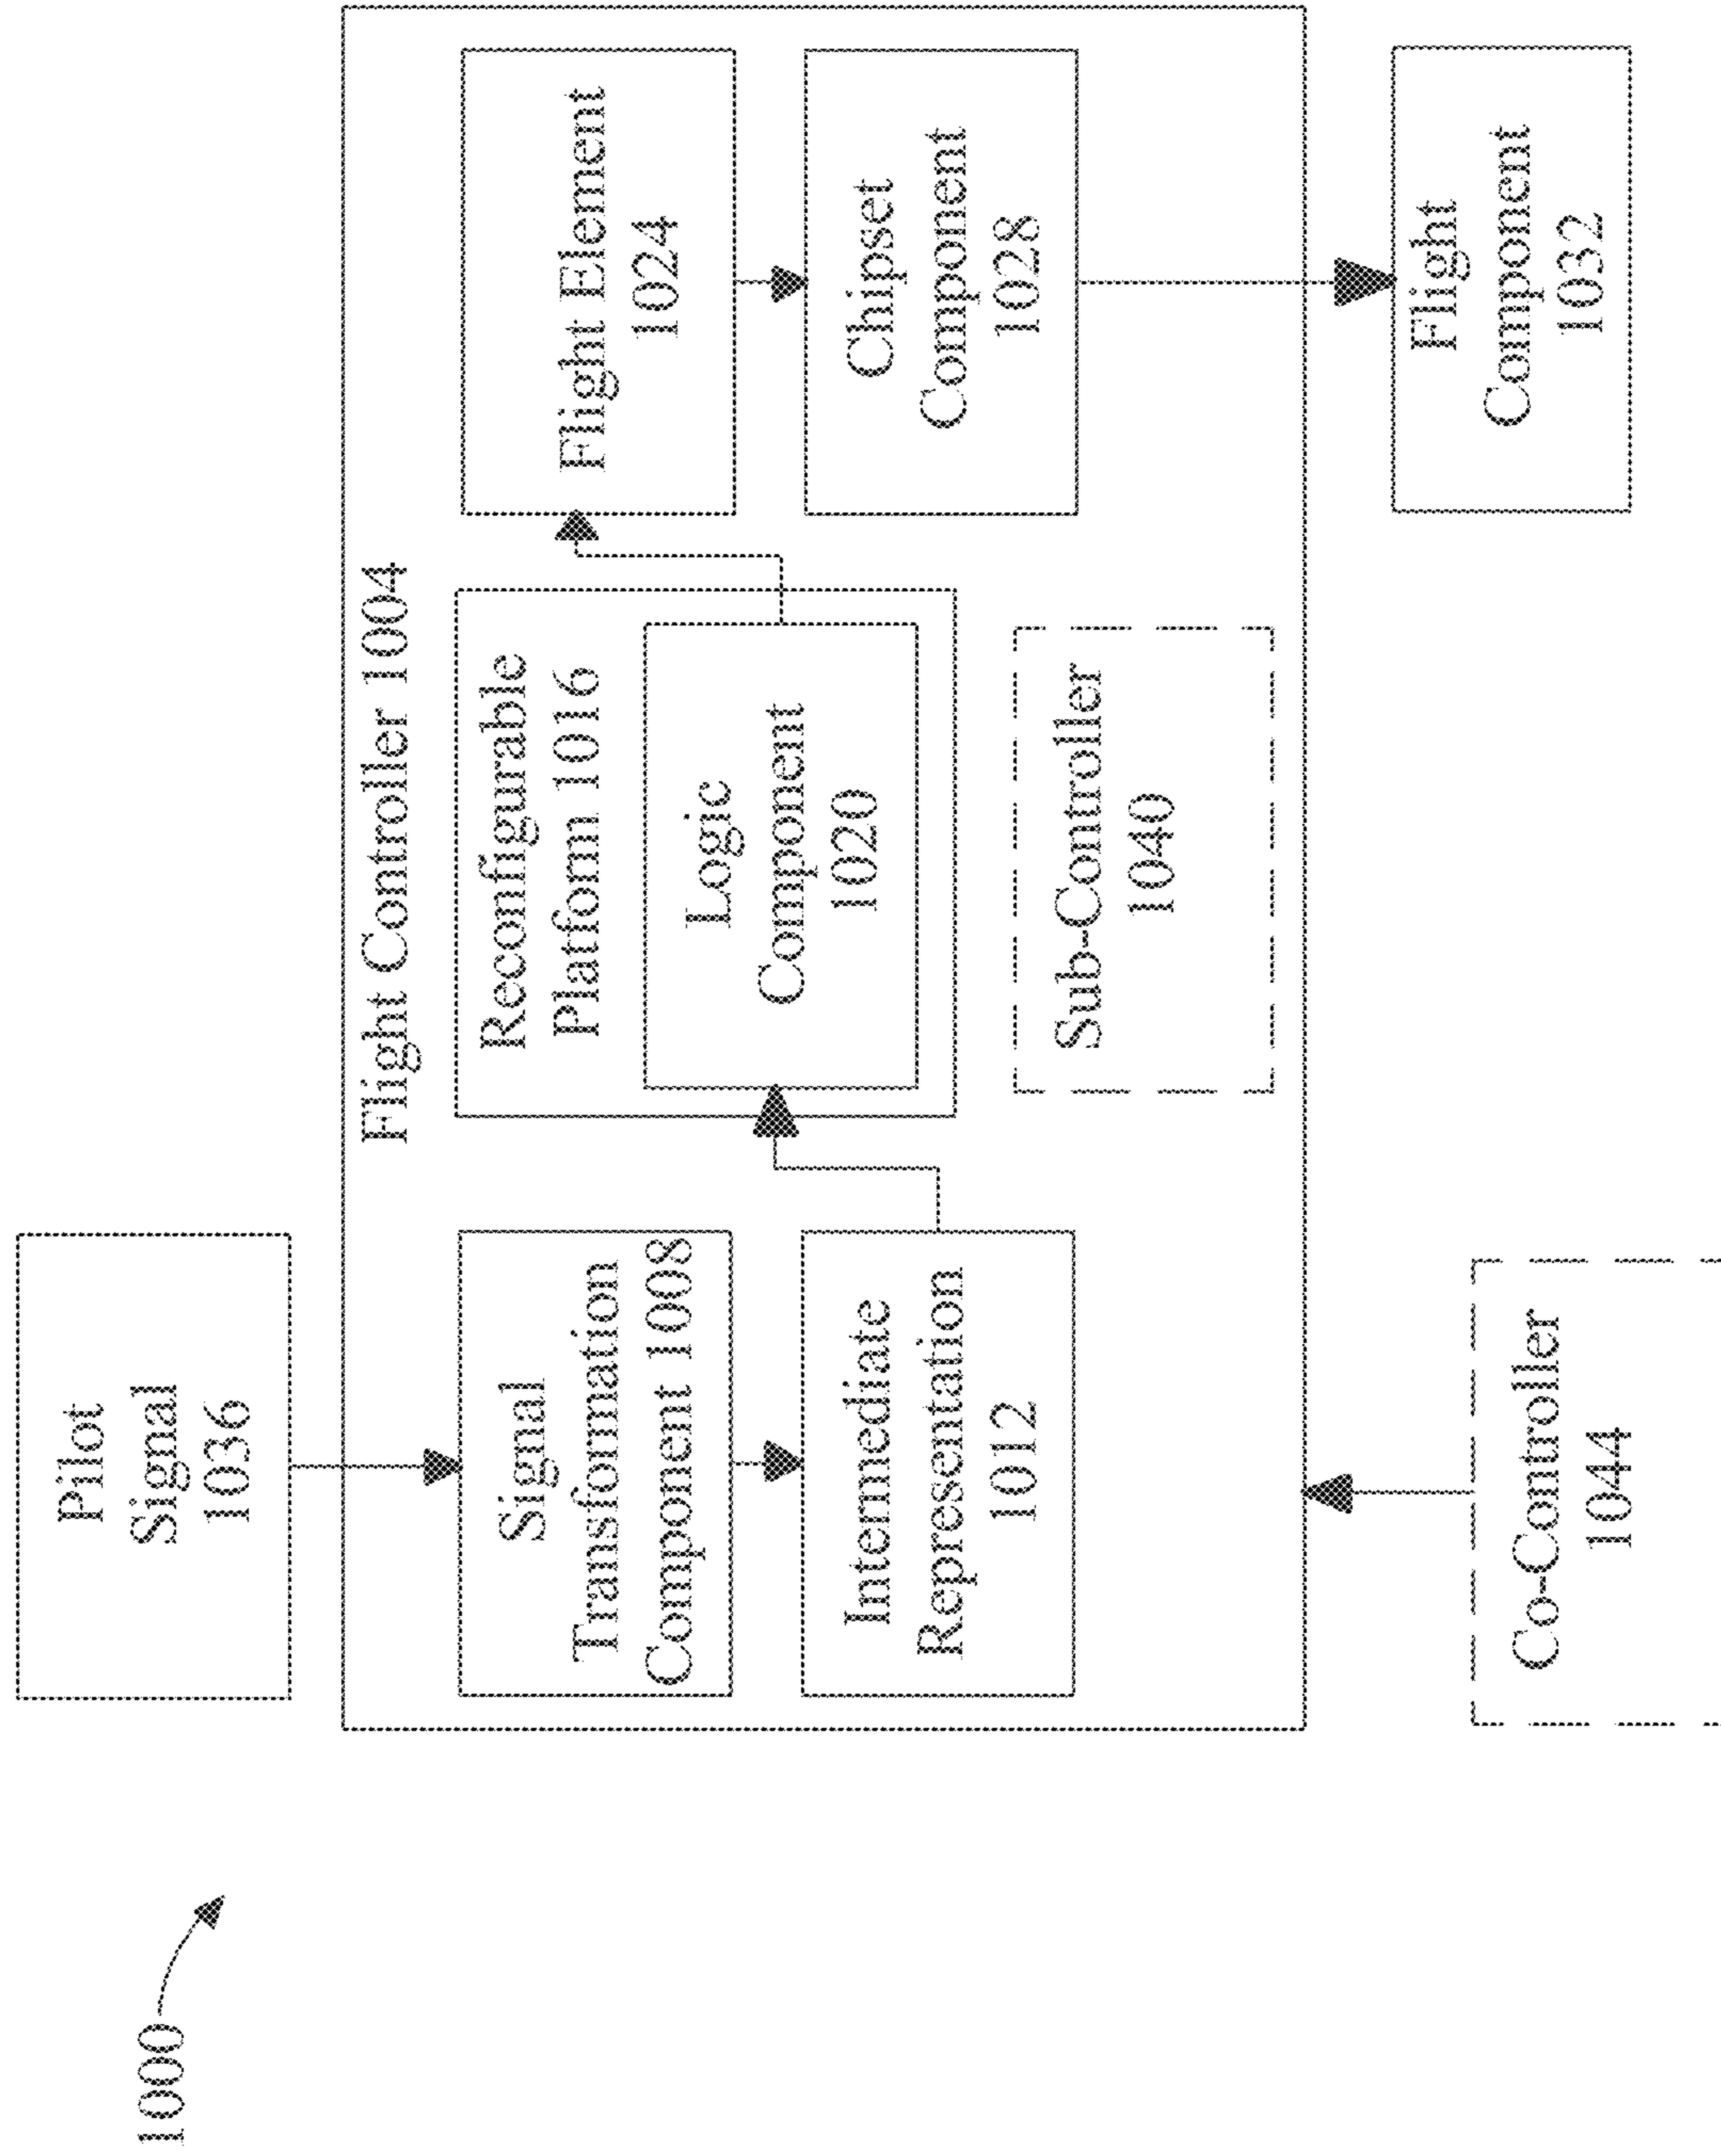 1000
Pilot
Signal
1036
Flight Controller 1004
Signal
Transformation
Component 1008
Intermediate
Representation
1012
Reconfigurable
Platform 1016
Logic
Component
1020
Sub-Controller
1040
Flight Element
1024
Chipset
Component
1028
Co-Controller
1044
Flight
Component
1032